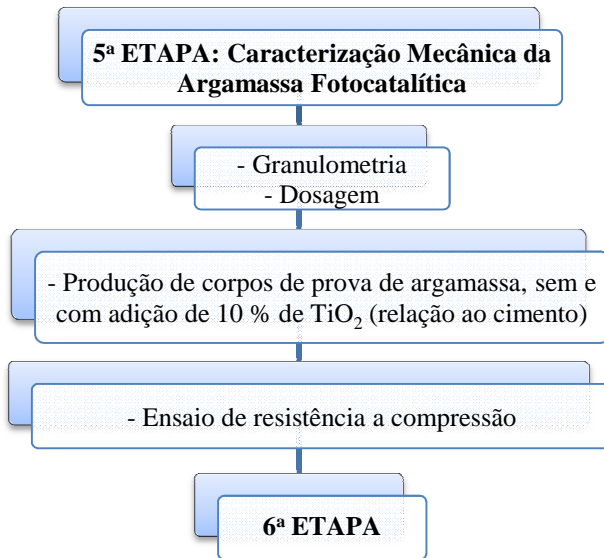 5ª ETAPA: Caracterização Mecânica da
Argamassa Fotocatalítica
- Granulometria
- Dosagem
- Produção de corpos de prova de argamassa, sem e
com adição de 10 % de TiO₂ (relação ao cimento)
- Ensaio de resistência a compressão
6ª ETAPA